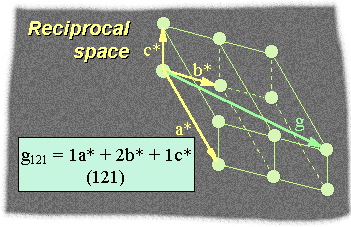 Reciprocal
space
c*
b*
a*
g
g₁₂₁ = 1a* + 2b* + 1c*
(121)